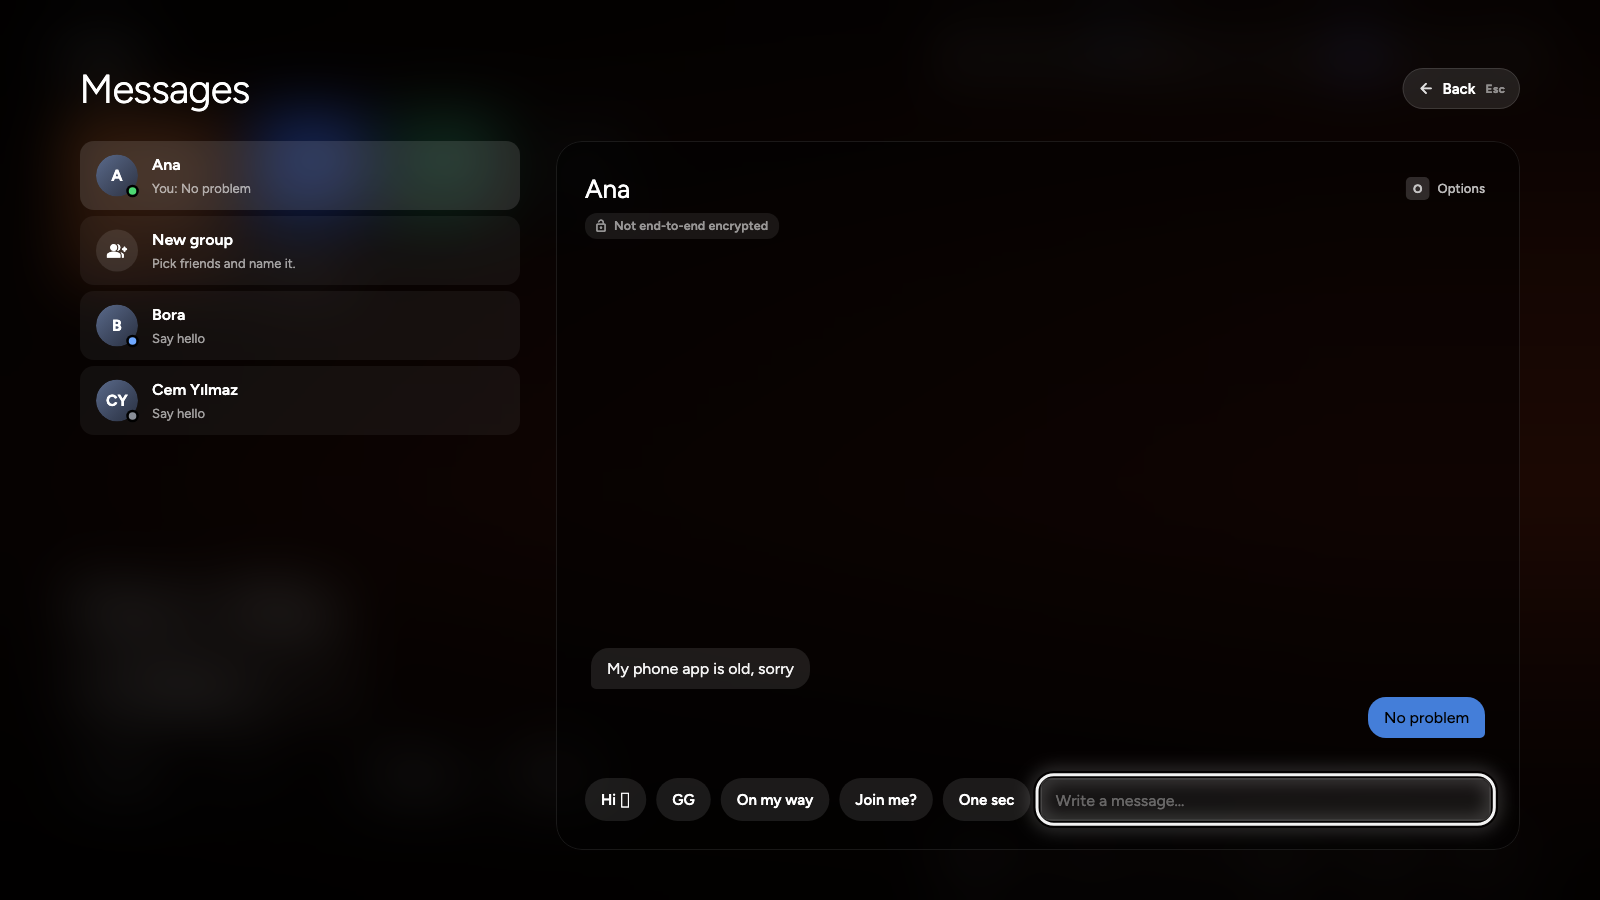 Messages
Back Esc
A
Ana
You: No problem
New group
Pick friends and name it.
B
Bora
Say hello
CY
Cem Yılmaz
Say hello
Ana
O Options
Not end-to-end encrypted
My phone app is old, sorry
No problem
Hi
GG
On my way
Join me?
One sec
Write a message...